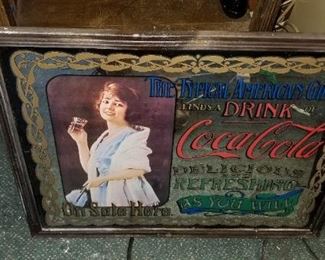 THE TYPICAL AMERICAN GIRL
FINDS A DRINK OF
Coca-Cola
DELICIOUS
REFRESHING
AS YOU WILL
On Sale Here.